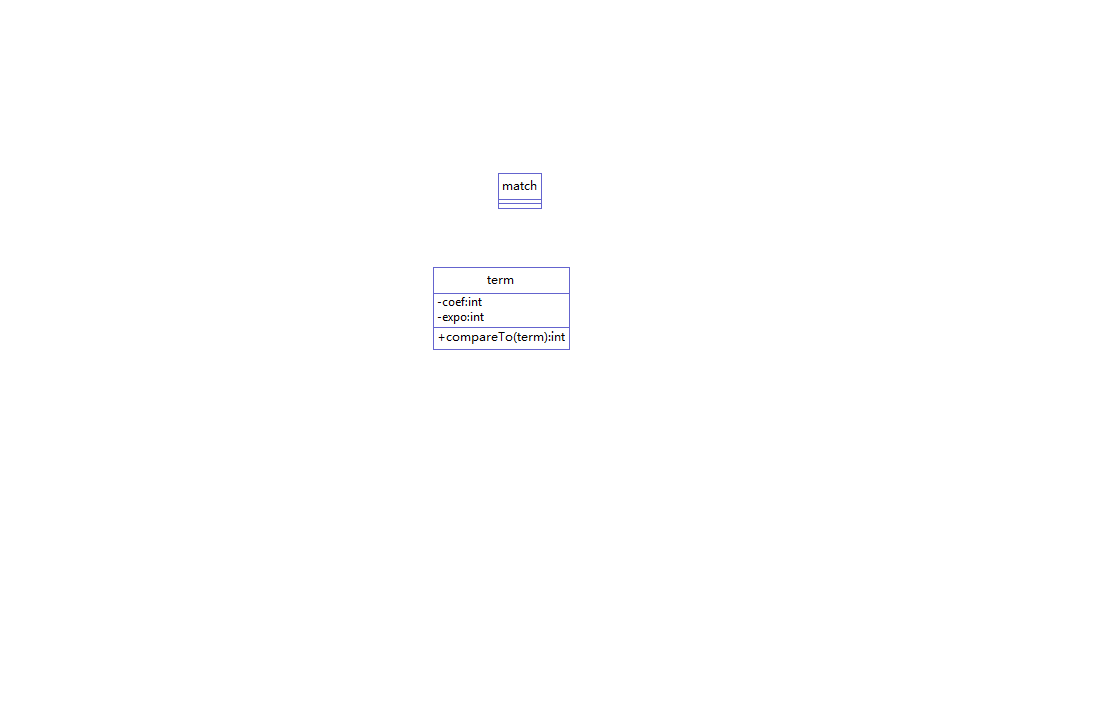 match
term
-coef:int
-expo:int
+compareTo(term):int